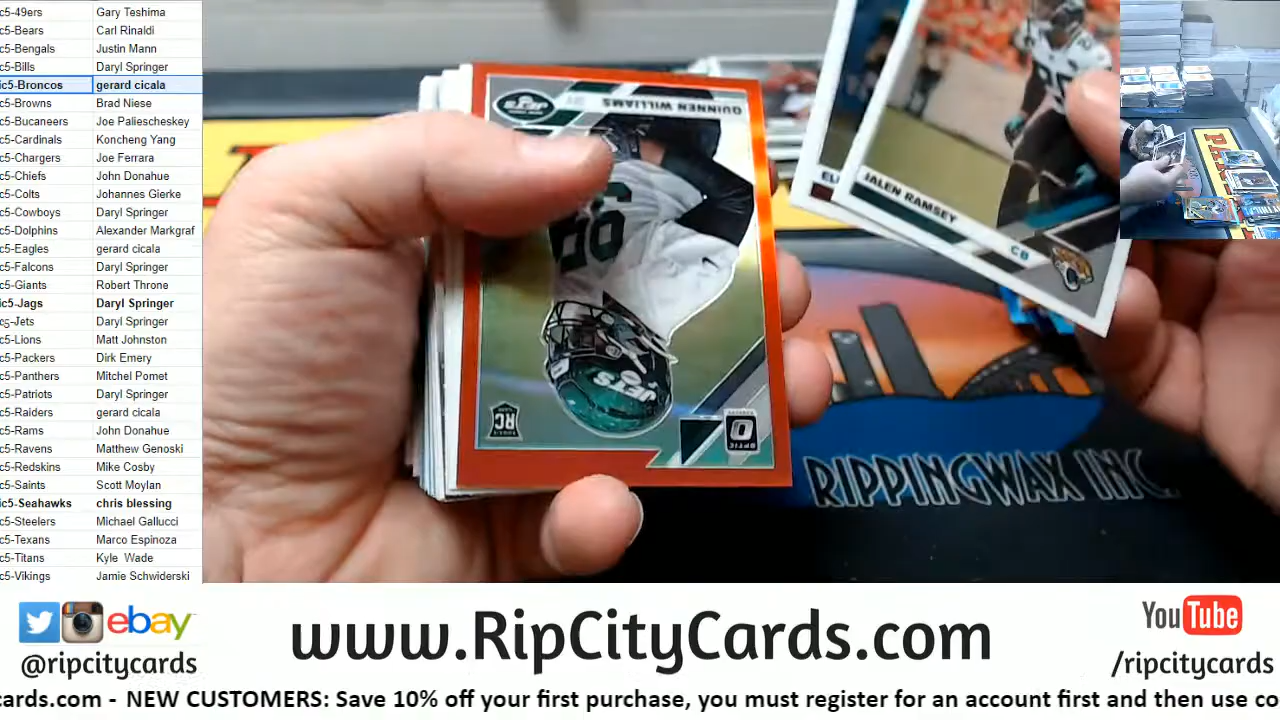 c5-49ers Gary Teshima
c5-Bears Carl Rinaldi
c5-Bengals Justin Mann
c5-Bills Daryl Springer
ic5-Broncos gerard cicala
c5-Browns Brad Niese
c5-Bucaneers Joe Paliescheskey
c5-Cardinals Koncheng Yang
c5-Chargers Joe Ferrara
c5-Chiefs John Donahue
c5-Colts Johannes Gierke
c5-Cowboys Daryl Springer
c5-Dolphins Alexander Markgraf
c5-Eagles gerard cicala
c5-Falcons Daryl Springer
c5-Giants Robert Throne
ic5-Jags Daryl Springer
c5-Jets Daryl Springer
c5-Lions Matt Johnston
c5-Packers Dirk Emery
c5-Panthers Mitchel Pomet
c5-Patriots Daryl Springer
c5-Raiders gerard cicala
c5-Rams John Donahue
c5-Ravens Matthew Genoski
c5-Redskins Mike Cosby
c5-Saints Scott Moylan
ic5-Seahawks chris blessing
c5-Steelers Michael Gallucci
c5-Texans Marco Espinoza
c5-Titans Kyle Wade
c5-Vikings Jamie Schwiderski
QUINNEN WILLIAMS
JETS
96
JETS
RC
OPTIC
JALEN RAMSEY
CB
RIPPINGWAX INC.
ebay
@ripcitycards
www.RipCityCards.com
YouTube
/ripcitycards
cards.com - NEW CUSTOMERS: Save 10% off your first purchase, you must register for an account first and then use co